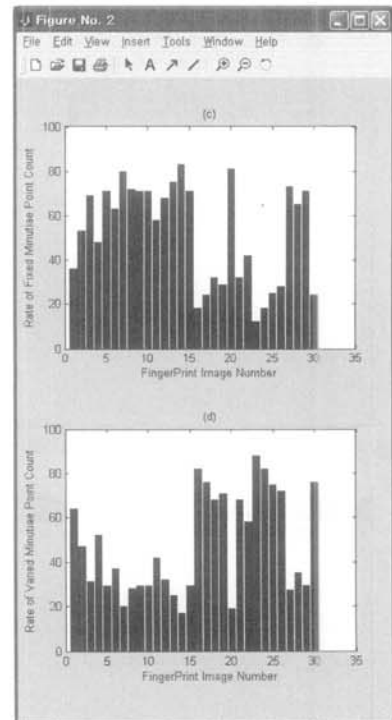 Figure No. 2
File Edit View Insert Tools Window Help
A
(c)
100
80
60
40
20
0
Rate of Fixed Minutiae Point Count
0 5 10 15 20 25 30 35
FingerPrint Image Number
(d)
100
80
60
40
20
0
Rate of Varied Minutiae Point Count
0 5 10 15 20 25 30 35
FingerPrint Image Number